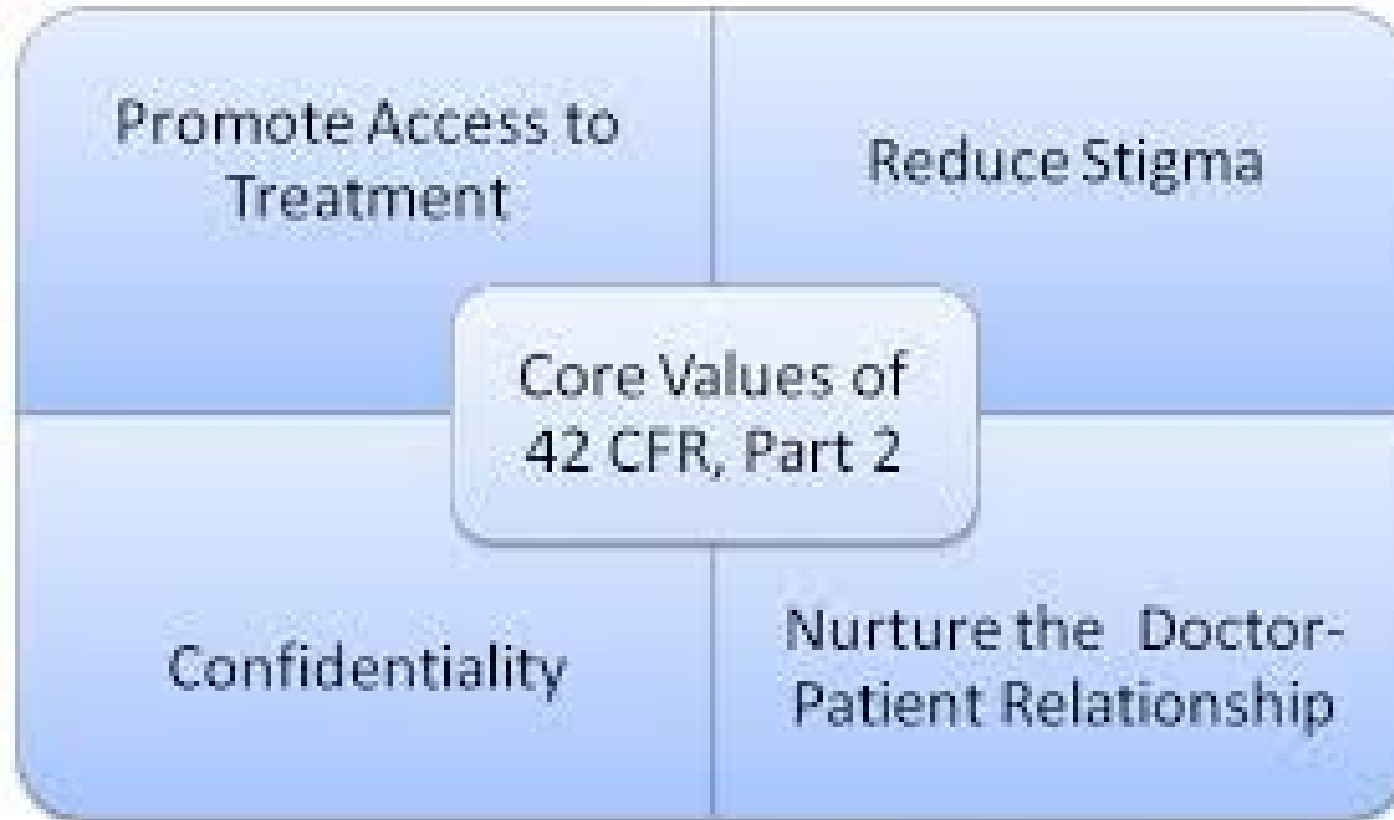 Promote Access to
Treatment
Reduce Stigma
Core Values of
42 CFR, Part 2
Confidentiality
Nurture the Doctor-
Patient Relationship